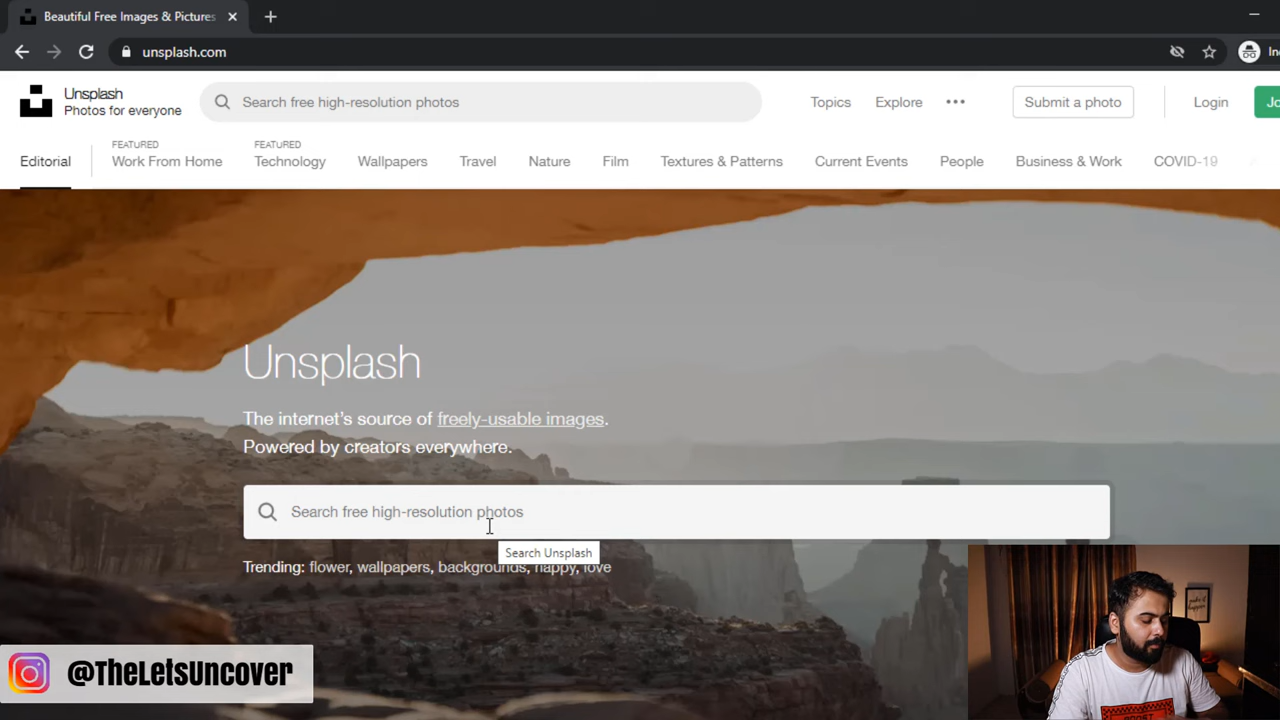 Beautiful Free Images & Pictures
unsplash.com
Unsplash
Photos for everyone
Search free high-resolution photos
Topics
Explore
Submit a photo
Login
FEATURED
FEATURED
Editorial
Work From Home
Technology
Wallpapers
Travel
Nature
Film
Textures & Patterns
Current Events
People
Business & Work
COVID-19
Unsplash
The internet's source of freely-usable images.
Powered by creators everywhere.
Search free high-resolution photos
Search Unsplash
Trending: flower, wallpapers, backgrounds, happy, love
@TheLetsUncover